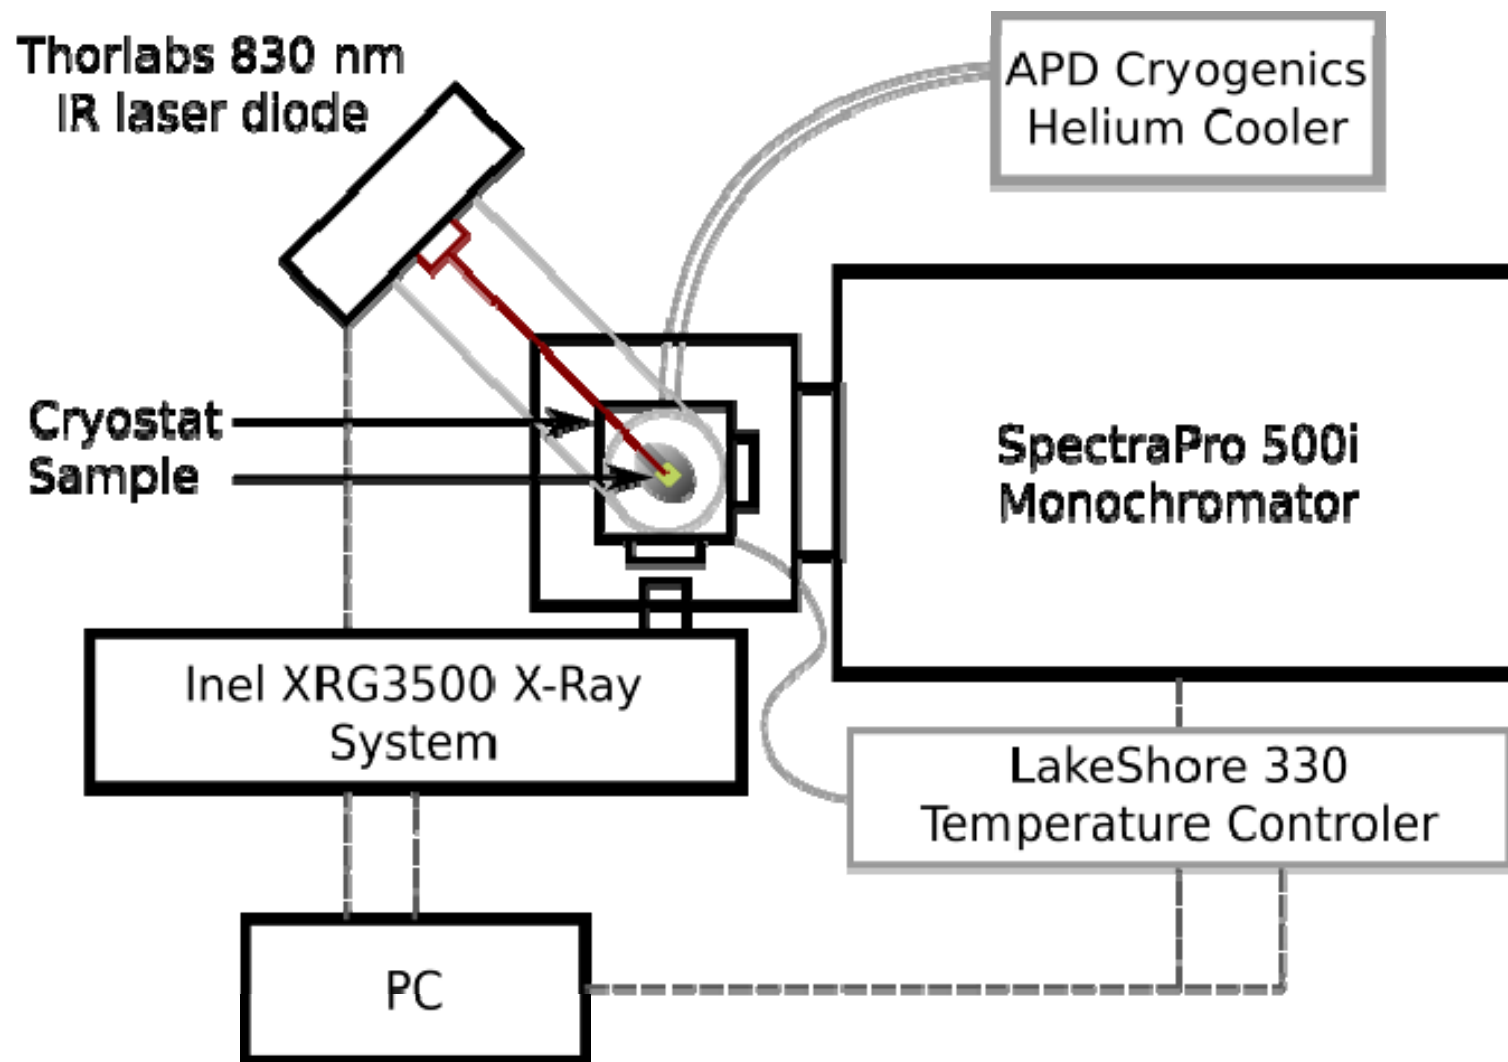 Thorlabs 830 nm
IR laser diode
APD Cryogenics
Helium Cooler
Cryostat
Sample
SpectraPro 500i
Monochromator
Inel XRG3500 X-Ray
System
LakeShore 330
Temperature Controler
PC